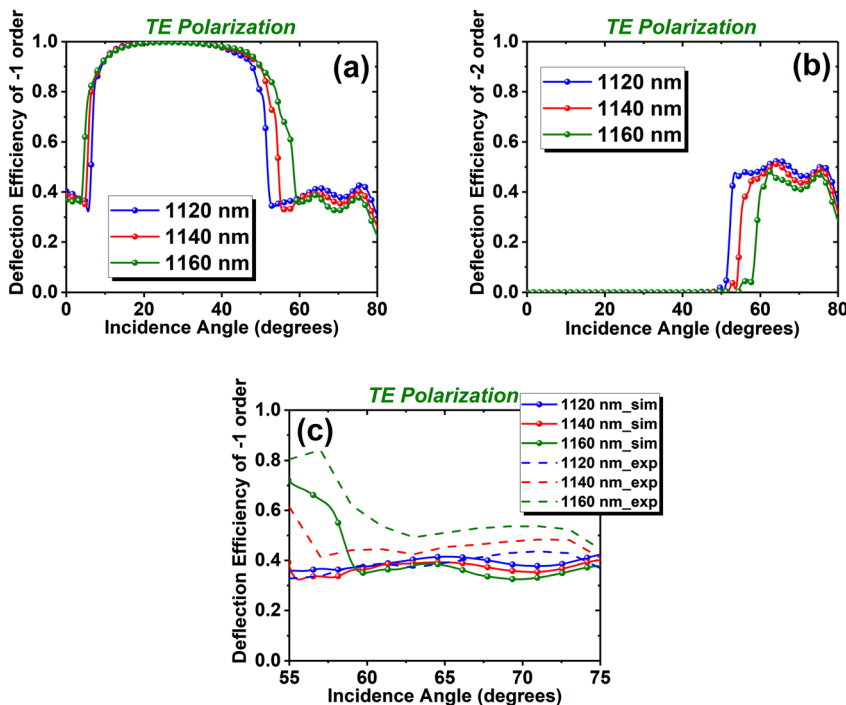 TE Polarization
Deflection Efficiency of -1 order
1.0
0.8
0.6
0.4
0.2
0.0
(a)
1120 nm
1140 nm
1160 nm
0 20 40 60 80
Incidence Angle (degrees)
TE Polarization
Deflection Efficiency of -2 order
1.0
0.8
0.6
0.4
0.2
0.0
(b)
1120 nm
1140 nm
1160 nm
0 20 40 60 80
Incidence Angle (degrees)
TE Polarization
Deflection Efficiency of -1 order
1.0
0.8
0.6
0.4
0.2
0.0
(c)
1120 nm_sim
1140 nm_sim
1160 nm_sim
1120 nm_exp
1140 nm_exp
1160 nm_exp
55 60 65 70 75
Incidence Angle (degrees)